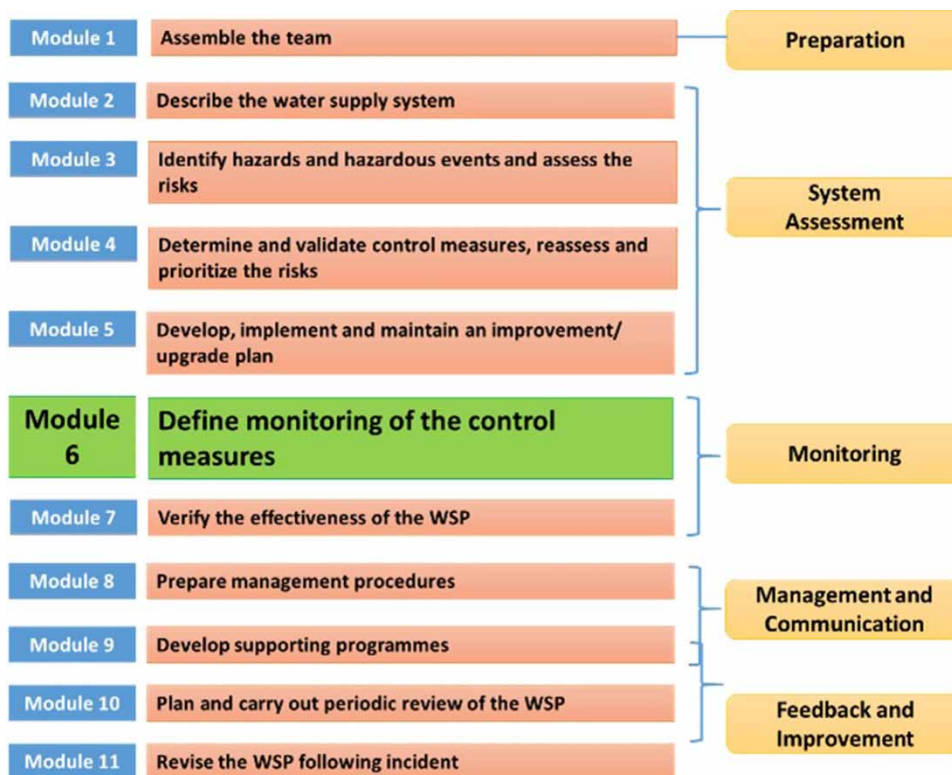 Module 1
Assemble the team
Preparation
Module 2
Describe the water supply system
Module 3
Identify hazards and hazardous events and assess the
risks
System
Assessment
Module 4
Determine and validate control measures, reassess and
prioritize the risks
Module 5
Develop, implement and maintain an improvement/
upgrade plan
Module
6
Define monitoring of the control
measures
Monitoring
Module 7
Verify the effectiveness of the WSP
Module 8
Prepare management procedures
Management and
Communication
Module 9
Develop supporting programmes
Module 10
Plan and carry out periodic review of the WSP
Feedback and
Improvement
Module 11
Revise the WSP following incident